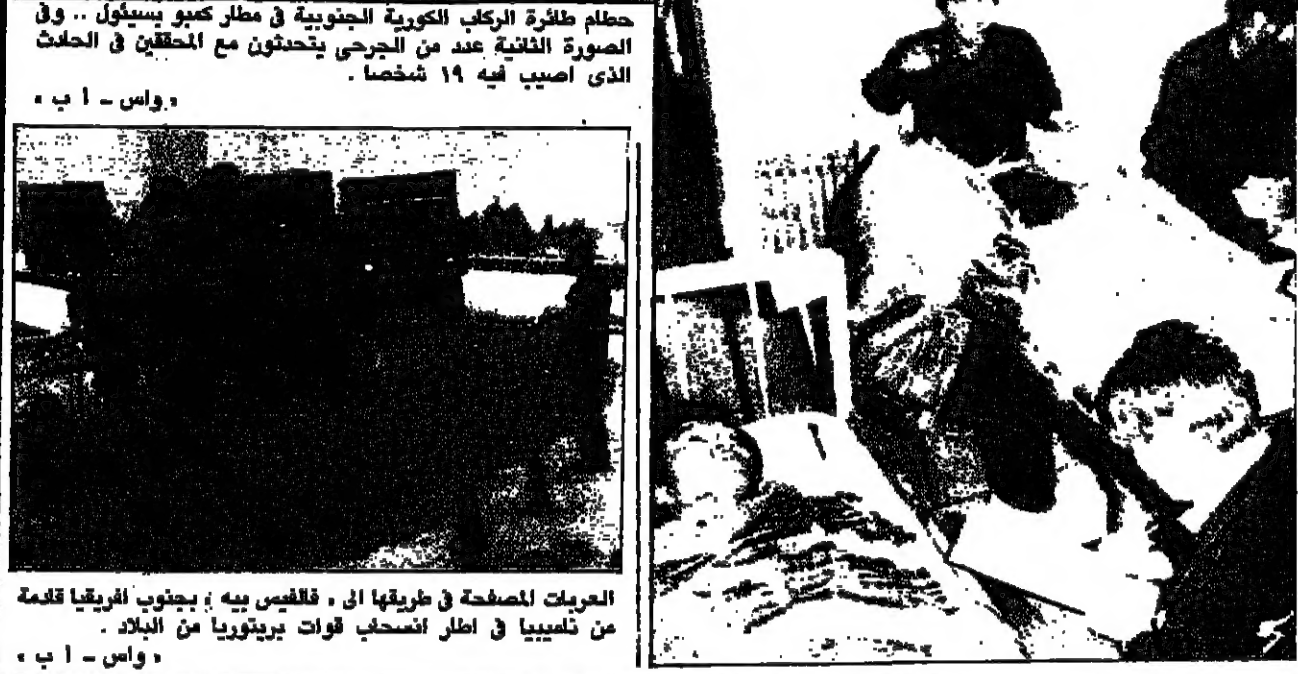 حطام طائرة الركاب الكورية الجنوبية في مطار كمبو بسيئول .. وفي
الصورة الثانية عدد من الجرحى يتحدثون مع المحققين في الحادث
الذى اصيب فيه ١٩ شخصا .
« واس ـ أ ب »
العربات المصفحة في طريقها الى « فالفيس بيه » بجنوب افريقيا قادمة
من ناميبيا في اطار انسحاب قوات بريتوريا من البلاد .
« واس ـ أ ب »